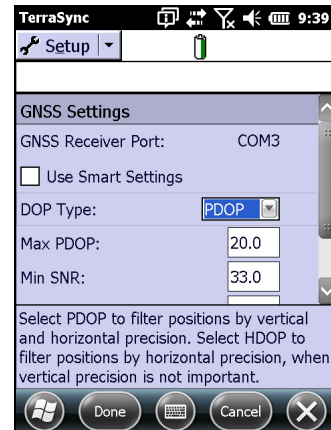 TerraSync
9:39
Setup
GNSS Settings
GNSS Receiver Port: COM3
Use Smart Settings
DOP Type: PDOP
Max PDOP: 20.0
Min SNR: 33.0
Select PDOP to filter positions by vertical
and horizontal precision. Select HDOP to
filter positions by horizontal precision, when
vertical precision is not important.
Done
Cancel